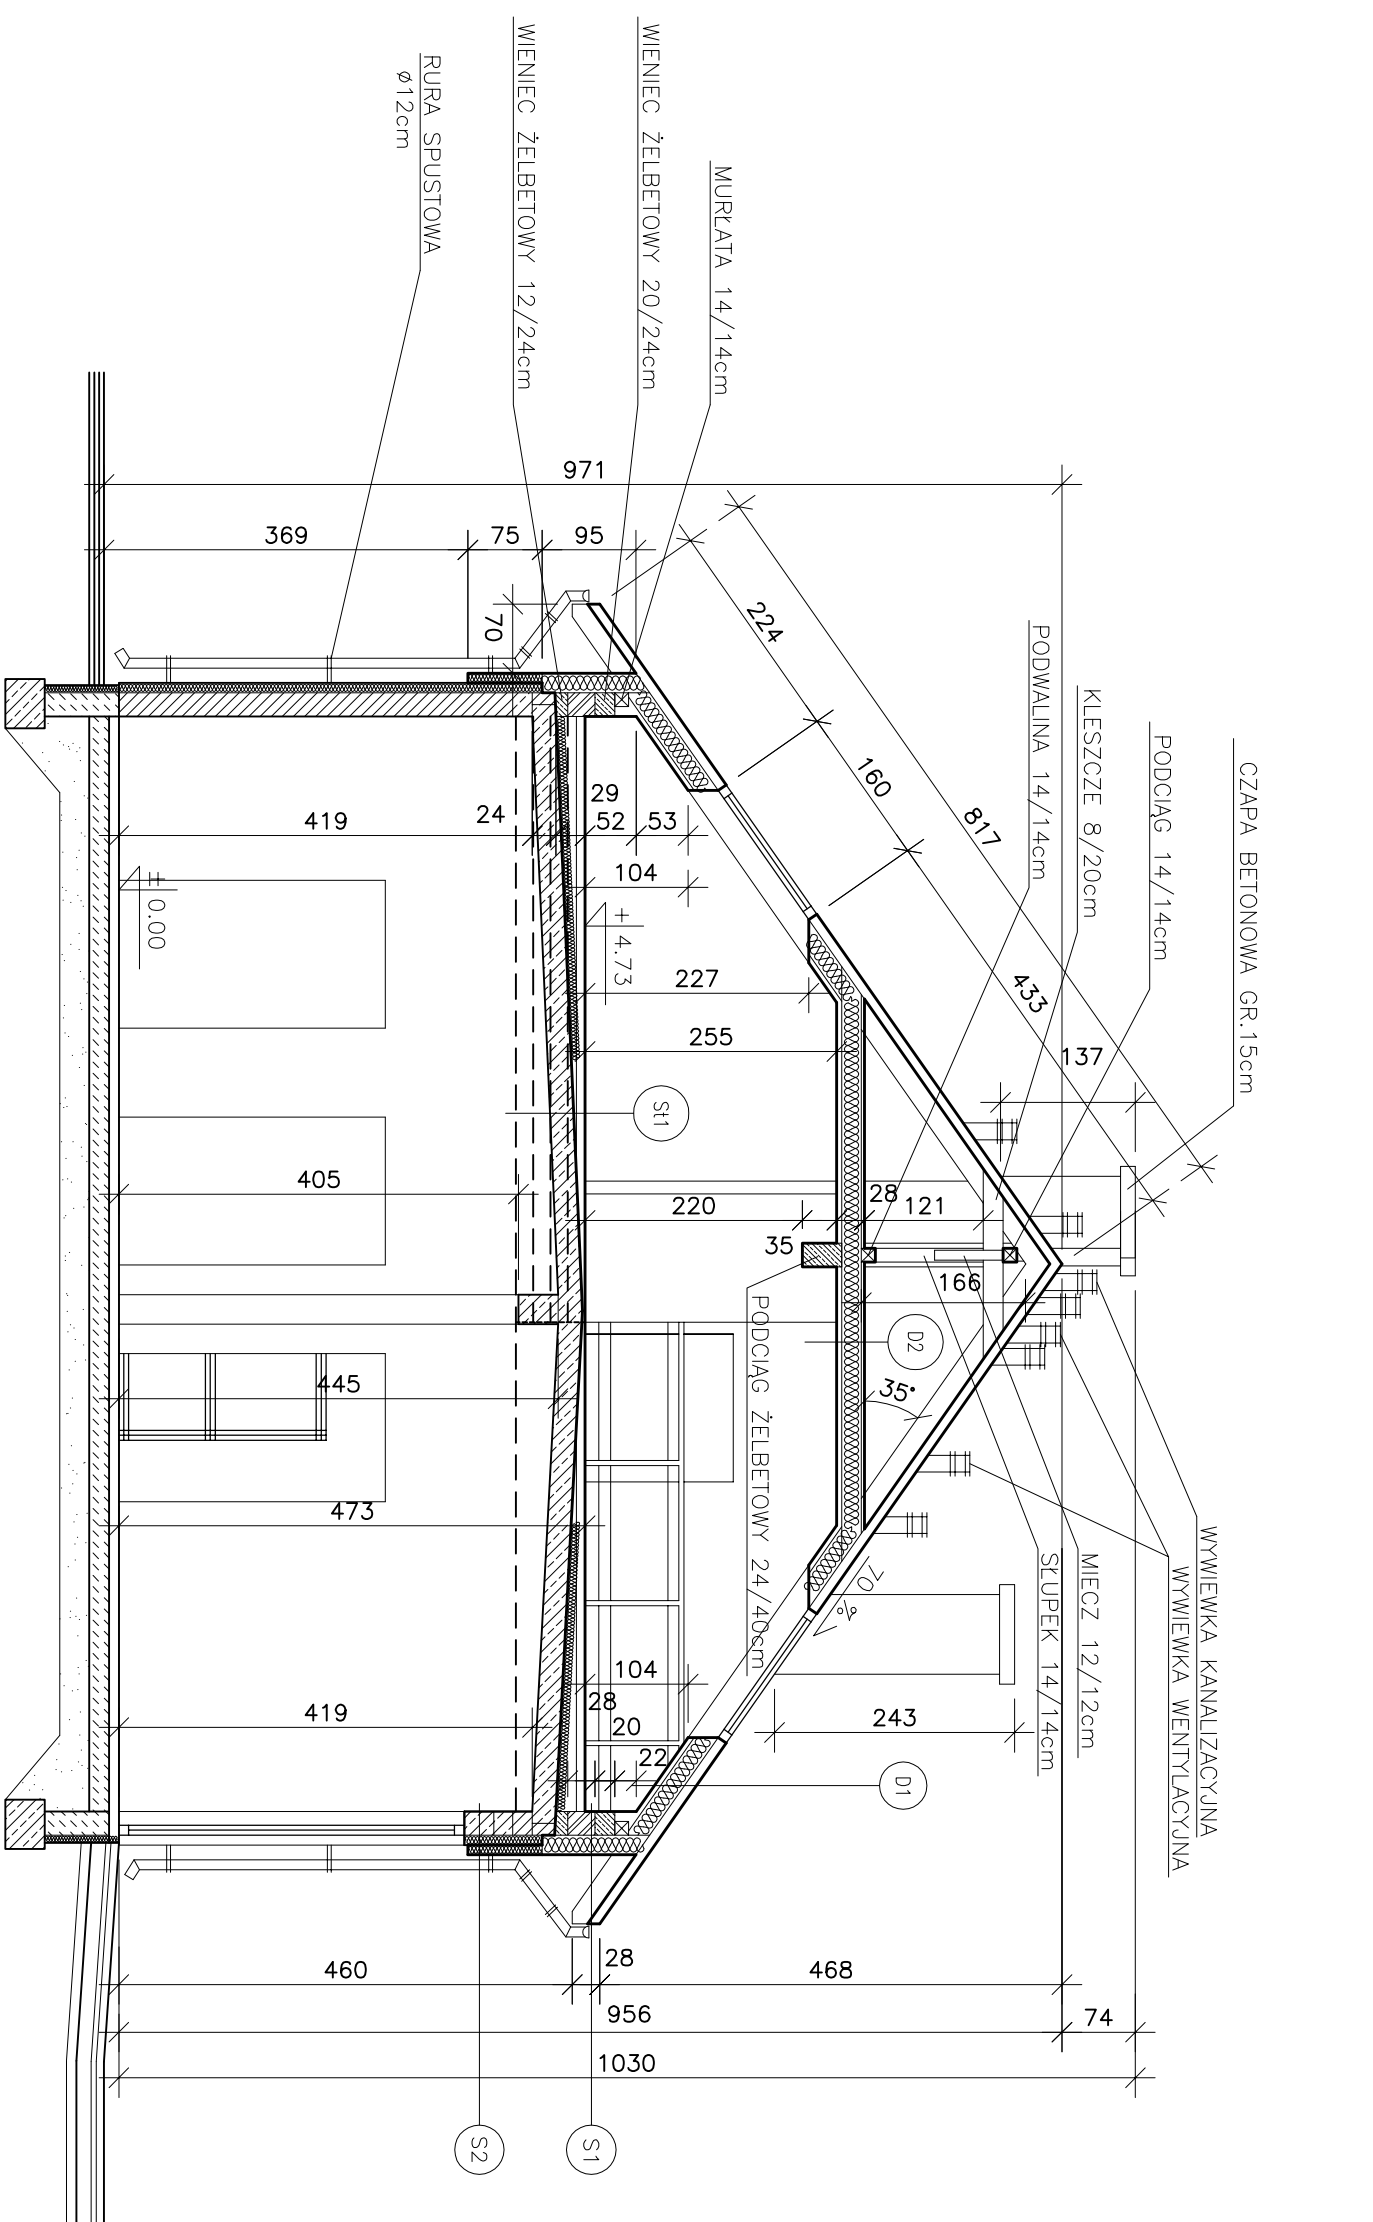 CZAPA BETONOWA GR.15cm
PODCIĄG 14/14cm
KLESZCZE 8/20cm
PODWALINA 14/14cm
MURŁATA 14/14cm
WIENIEC ŻELBETOWY 20/24cm
WIENIEC ŻELBETOWY 12/24cm
RURA SPUSTOWA
Ø12cm
WYWIEWKA KANALIZACYJNA
WYWIEWKA WENTYLACYJNA
MIECZ 12/12cm
SŁUPEK 14/14cm
PODCIĄG ŻELBETOWY 24/40cm
971
369
75
95
70
224
160
433
817
137
419
24
29
52
53
104
± 0.00
+ 4.73
227
255
St1
405
220
35
28
121
166
D2
35°
445
473
70 %
104
28
20
22
419
243
D1
460
28
468
956
74
1030
S2
S1